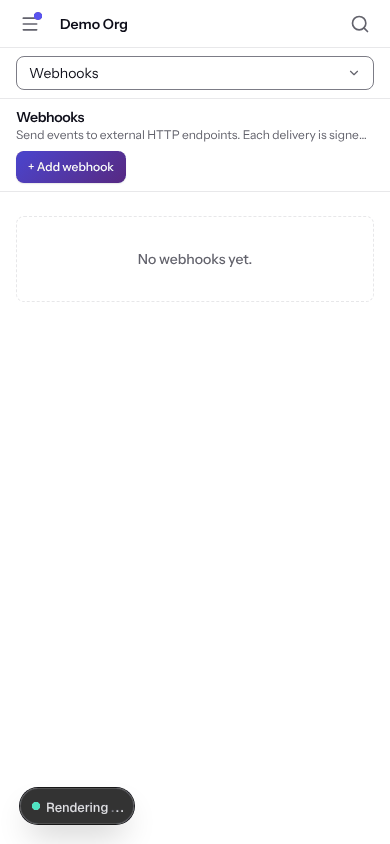 Demo Org
Webhooks
Webhooks
Send events to external HTTP endpoints. Each delivery is signe...
+ Add webhook
No webhooks yet.
Rendering ...